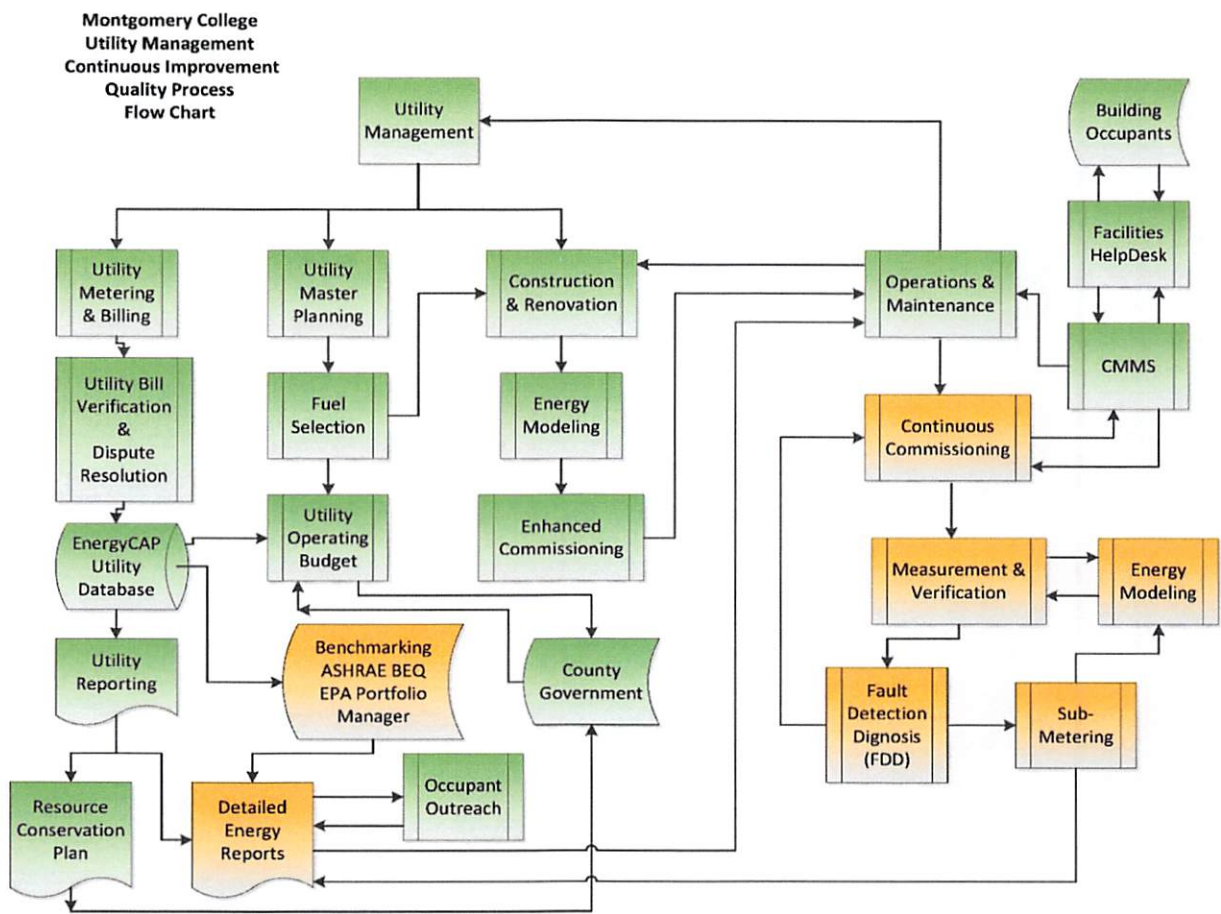 Montgomery College
Utility Management
Continuous Improvement
Quality Process
Flow Chart
Utility
Management
Building
Occupants
Utility
Metering
& Billing
Utility
Master
Planning
Construction
& Renovation
Operations &
Maintenance
Facilities
HelpDesk
CMMS
Utility Bill
Verification
&
Dispute
Resolution
Fuel
Selection
Energy
Modeling
Continuous
Commissioning
EnergyCAP
Utility
Database
Utility
Operating
Budget
Enhanced
Commissioning
Measurement &
Verification
Energy
Modeling
Utility
Reporting
Benchmarking
ASHRAE BEQ
EPA Portfolio
Manager
County
Government
Fault
Detection
Dignosis
(FDD)
Sub-
Metering
Resource
Conservation
Plan
Detailed
Energy
Reports
Occupant
Outreach